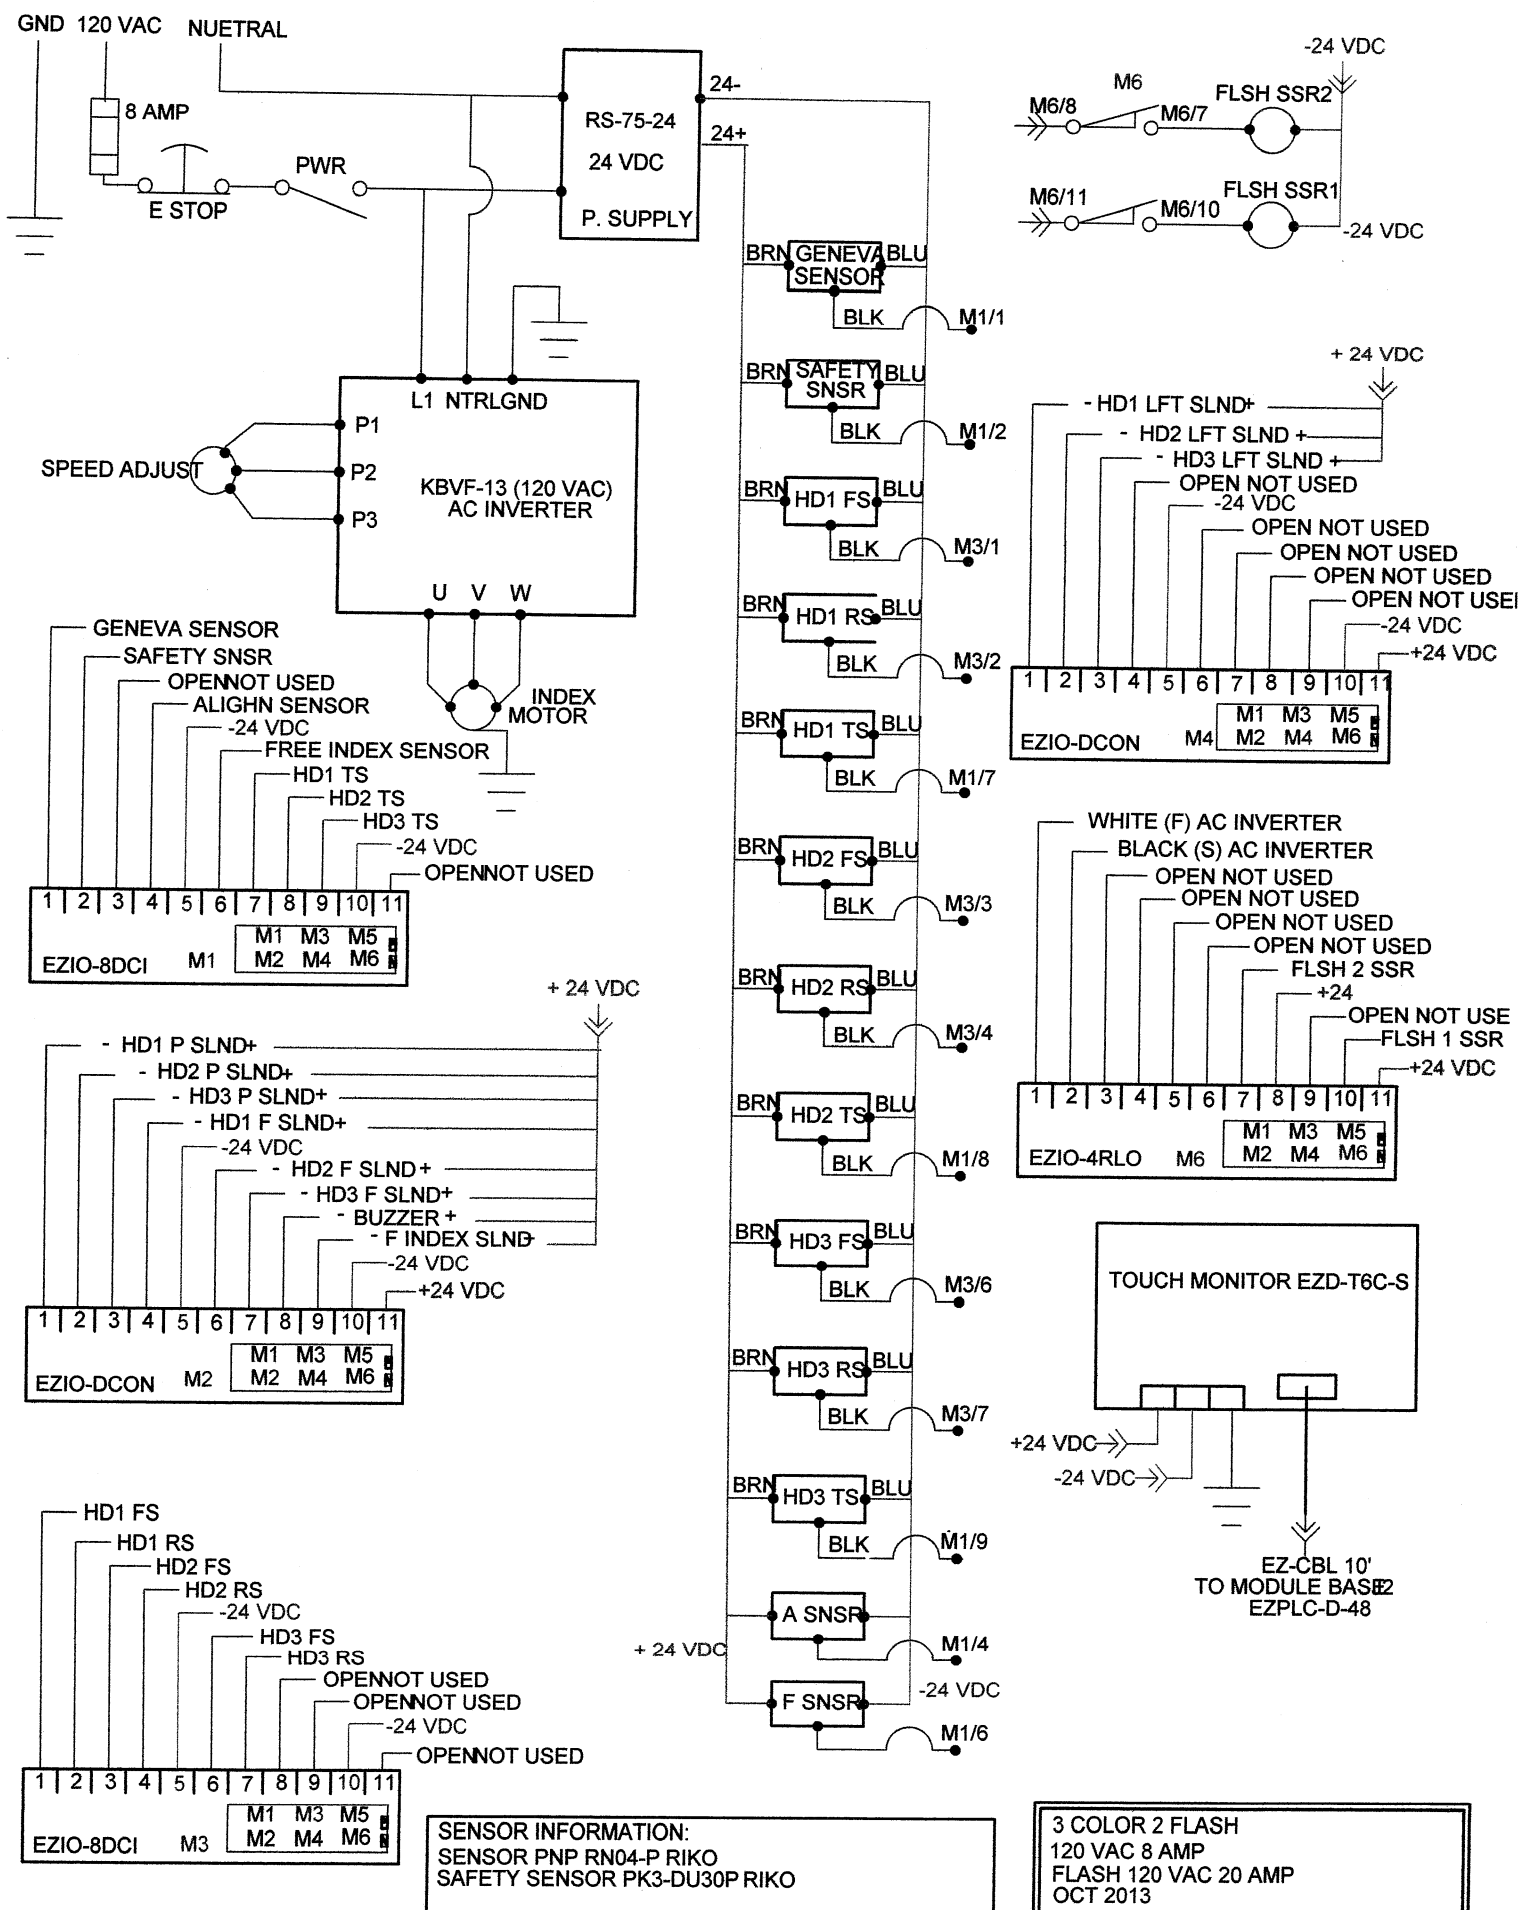 GND 120 VAC NUETRAL
8 AMP
E STOP
PWR
RS-75-24
24 VDC
P. SUPPLY
24-
24+
L1 NTRLGND
P1
P2
P3
SPEED ADJUST
KBVF-13 (120 VAC)
AC INVERTER
U V W
INDEX
MOTOR
GENEVA SENSOR
SAFETY SNSR
OPENNOT USED
ALIGHN SENSOR
-24 VDC
FREE INDEX SENSOR
HD1 TS
HD2 TS
HD3 TS
-24 VDC
OPENNOT USED
1 2 3 4 5 6 7 8 9 10 11
M1 M3 M5
M2 M4 M6
EZIO-8DCI M1
+ 24 VDC
- HD1 P SLND+
- HD2 P SLND+
- HD3 P SLND+
- HD1 F SLND+
-24 VDC
- HD2 F SLND +
- HD3 F SLND+
- BUZZER +
- F INDEX SLND+
-24 VDC
+24 VDC
1 2 3 4 5 6 7 8 9 10 11
M1 M3 M5
M2 M4 M6
EZIO-DCON M2
HD1 FS
HD1 RS
HD2 FS
HD2 RS
-24 VDC
HD3 FS
HD3 RS
OPENNOT USED
OPENNOT USED
-24 VDC
OPENNOT USED
1 2 3 4 5 6 7 8 9 10 11
M1 M3 M5
M2 M4 M6
EZIO-8DCI M3
BRN GENEVA SENSOR BLU
BLK M1/1
BRN SAFETY SNSR BLU
BLK M1/2
BRN HD1 FS BLU
BLK M3/1
BRN HD1 RS BLU
BLK M3/2
BRN HD1 TS BLU
BLK M1/7
BRN HD2 FS BLU
BLK M3/3
BRN HD2 RS BLU
BLK M3/4
BRN HD2 TS BLU
BLK M1/8
BRN HD3 FS BLU
BLK M3/6
BRN HD3 RS BLU
BLK M3/7
BRN HD3 TS BLU
BLK M1/9
A SNSR
+ 24 VDC M1/4
F SNSR -24 VDC
M1/6
-24 VDC
M6
FLSH SSR2
M6/8 M6/7
FLSH SSR1
M6/11 M6/10
-24 VDC
+ 24 VDC
- HD1 LFT SLND+
- HD2 LFT SLND +
- HD3 LFT SLND +
OPEN NOT USED
-24 VDC
OPEN NOT USED
OPEN NOT USED
OPEN NOT USED
OPEN NOT USEI
-24 VDC
+24 VDC
1 2 3 4 5 6 7 8 9 10 11
M1 M3 M5
M2 M4 M6
EZIO-DCON M4
WHITE (F) AC INVERTER
BLACK (S) AC INVERTER
OPEN NOT USED
OPEN NOT USED
OPEN NOT USED
OPEN NOT USED
FLSH 2 SSR
+24
OPEN NOT USE
FLSH 1 SSR
+24 VDC
1 2 3 4 5 6 7 8 9 10 11
M1 M3 M5
M2 M4 M6
EZIO-4RLO M6
TOUCH MONITOR EZD-T6C-S
+24 VDC
-24 VDC
EZ-CBL 10'
TO MODULE BASE
EZPLC-D-48
SENSOR INFORMATION:
SENSOR PNP RN04-P RIKO
SAFETY SENSOR PK3-DU30P RIKO
3 COLOR 2 FLASH
120 VAC 8 AMP
FLASH 120 VAC 20 AMP
OCT 2013